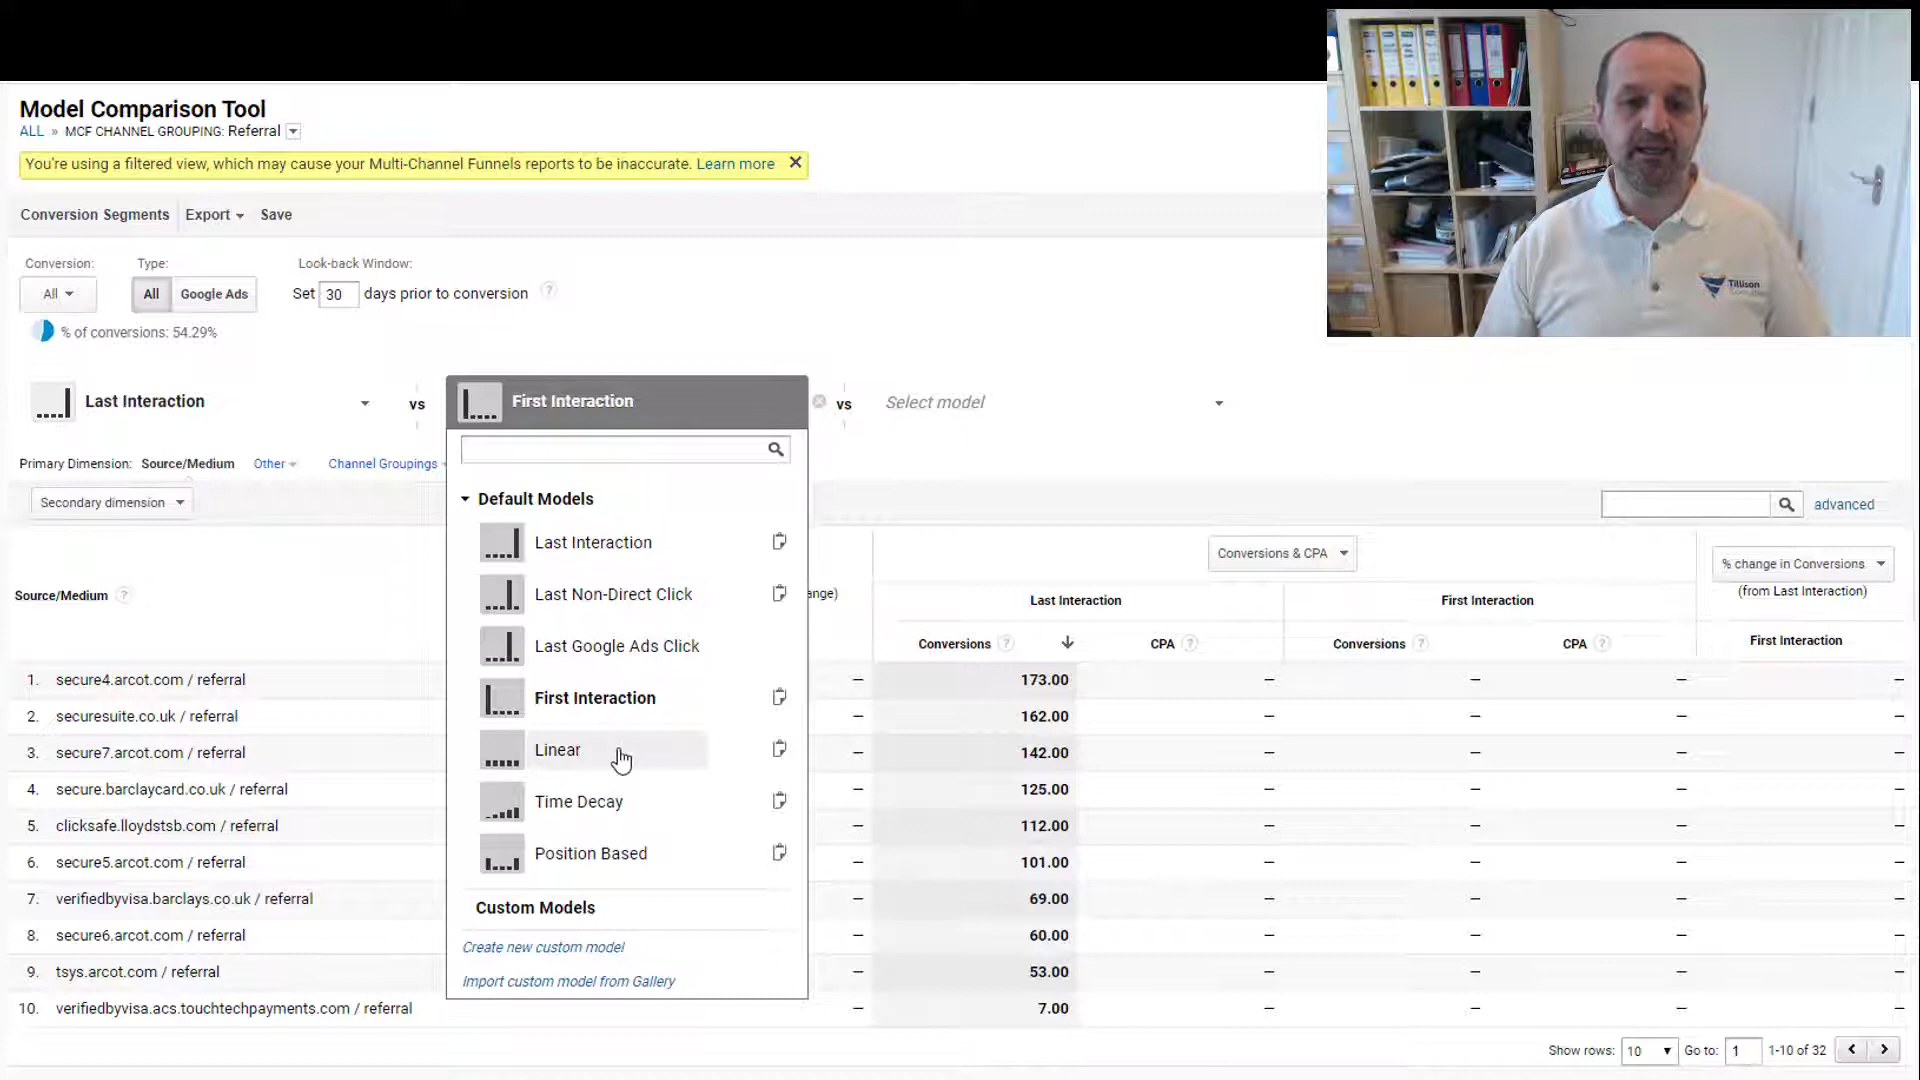 Model Comparison Tool
ALL » MCF CHANNEL GROUPING: Referral
You're using a filtered view, which may cause your Multi-Channel Funnels reports to be inaccurate. Learn more
Conversion Segments Export Save
Conversion: Type: Look-back Window:
All All Google Ads Set 30 days prior to conversion ?
% of conversions: 54.29%
Last Interaction vs First Interaction vs Select model
Primary Dimension: Source/Medium Other Channel Groupings
Secondary dimension advanced
Default Models
Last Interaction
Last Non-Direct Click
Last Google Ads Click
First Interaction
Linear
Time Decay
Position Based
Custom Models
Create new custom model
Import custom model from Gallery
Conversions & CPA % change in Conversions
(from Last Interaction)
Source/Medium ? Last Interaction First Interaction
Conversions ? CPA ? Conversions ? CPA ? First Interaction
1. secure4.arcot.com / referral – 173.00 – – – –
2. securesuite.co.uk / referral – 162.00 – – – –
3. secure7.arcot.com / referral – 142.00 – – – –
4. secure.barclaycard.co.uk / referral – 125.00 – – – –
5. clicksafe.lloydstsb.com / referral – 112.00 – – – –
6. secure5.arcot.com / referral – 101.00 – – – –
7. verifiedbyvisa.barclays.co.uk / referral – 69.00 – – – –
8. secure6.arcot.com / referral – 60.00 – – – –
9. tsys.arcot.com / referral – 53.00 – – – –
10. verifiedbyvisa.acs.touchtechpayments.com / referral – 7.00 – – – –
Show rows: 10 Go to: 1 1-10 of 32
Tillison